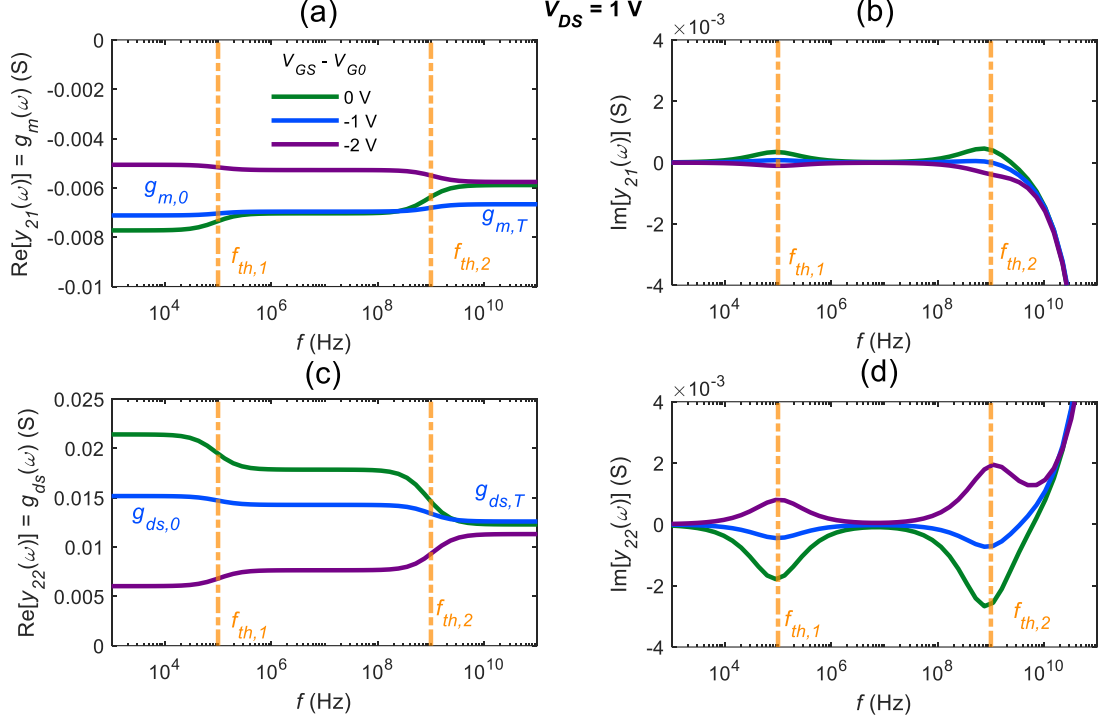 (a)
V_DS = 1 V
(b)
Re[y_21(ω)] = g_m(ω) (S)
0
-0.002
-0.004
-0.006
-0.008
-0.01
V_GS - V_G0
0 V
-1 V
-2 V
g_m,0
g_m,T
f_th,1
f_th,2
10^4
10^6
10^8
10^10
f (Hz)
×10^-3
Im[y_21(ω)] (S)
4
2
0
-2
-4
f_th,1
f_th,2
10^4
10^6
10^8
10^10
f (Hz)
(c)
(d)
Re[y_22(ω)] = g_ds(ω) (S)
0.025
0.02
0.015
0.01
0.005
0
g_ds,0
g_ds,T
f_th,1
f_th,2
10^4
10^6
10^8
10^10
f (Hz)
×10^-3
Im[y_22(ω)] (S)
4
2
0
-2
-4
f_th,1
f_th,2
10^4
10^6
10^8
10^10
f (Hz)